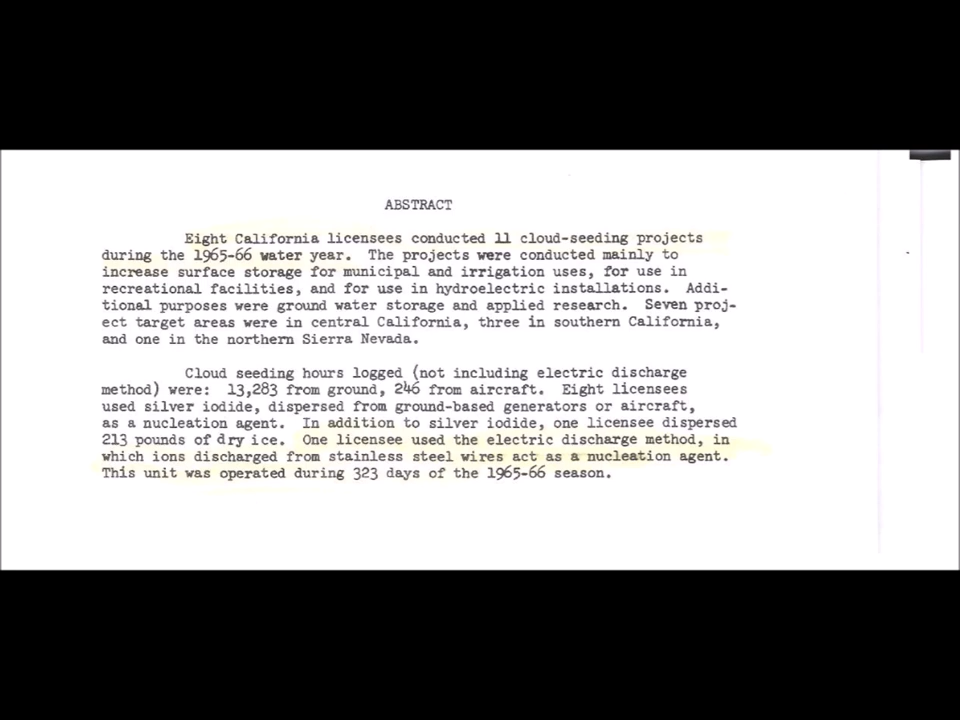 ABSTRACT
Eight California licensees conducted 11 cloud-seeding projects
during the 1965-66 water year. The projects were conducted mainly to
increase surface storage for municipal and irrigation uses, for use in
recreational facilities, and for use in hydroelectric installations. Addi-
tional purposes were ground water storage and applied research. Seven proj-
ect target areas were in central California, three in southern California,
and one in the northern Sierra Nevada.
Cloud seeding hours logged (not including electric discharge
method) were: 13,283 from ground, 246 from aircraft. Eight licensees
used silver iodide, dispersed from ground-based generators or aircraft,
as a nucleation agent. In addition to silver iodide, one licensee dispersed
213 pounds of dry ice. One licensee used the electric discharge method, in
which ions discharged from stainless steel wires act as a nucleation agent.
This unit was operated during 323 days of the 1965-66 season.